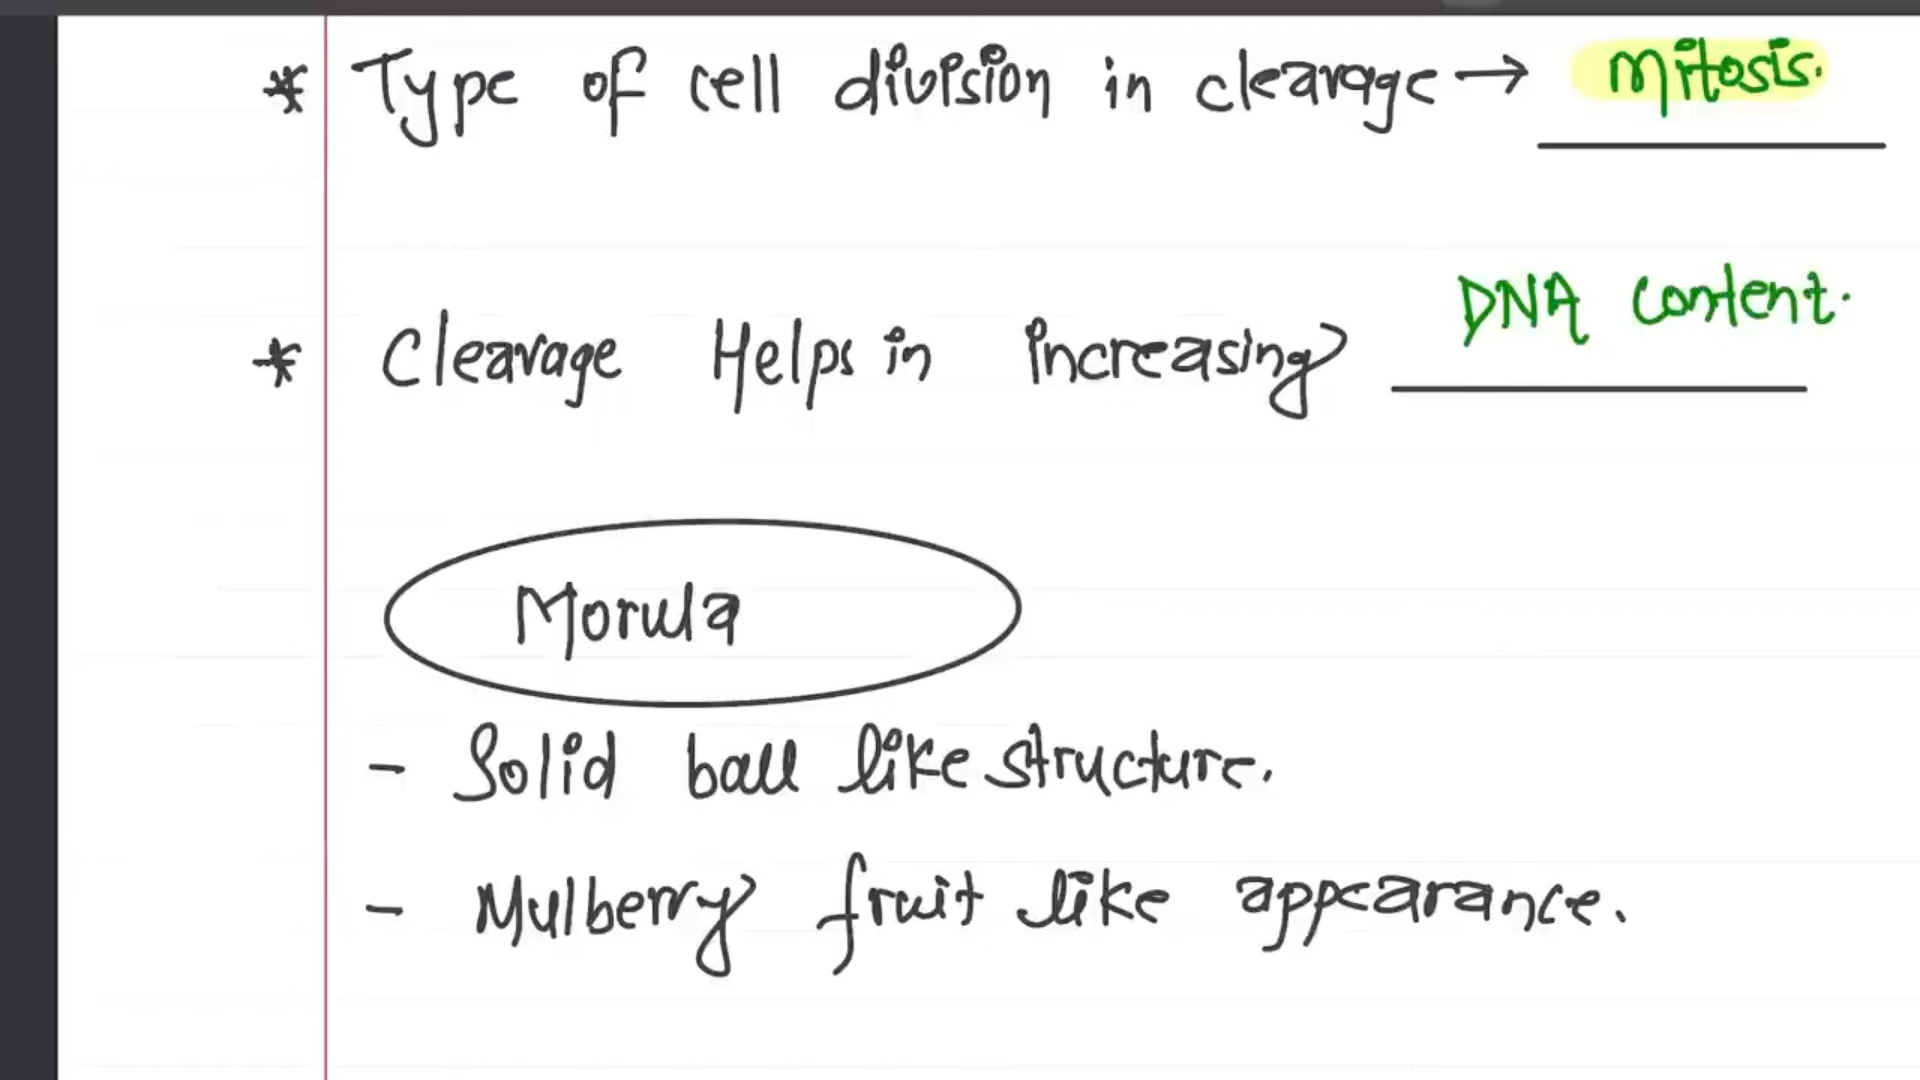 * Type of cell division in cleavage → mitosis.
* Cleavage Helps in increasing DNA content.
Morula
- Solid ball like structure.
- Mulberry fruit like appearance.